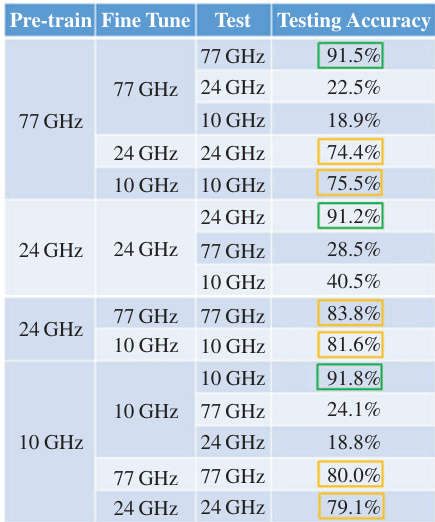 Pre-train Fine Tune Test Testing Accuracy
77 GHz 77 GHz 77 GHz 91.5%
24 GHz 22.5%
10 GHz 18.9%
24 GHz 24 GHz 74.4%
10 GHz 10 GHz 75.5%
24 GHz 24 GHz 24 GHz 91.2%
77 GHz 28.5%
10 GHz 40.5%
24 GHz 77 GHz 77 GHz 83.8%
10 GHz 10 GHz 81.6%
10 GHz 10 GHz 10 GHz 91.8%
77 GHz 24.1%
24 GHz 18.8%
77 GHz 77 GHz 80.0%
24 GHz 24 GHz 79.1%